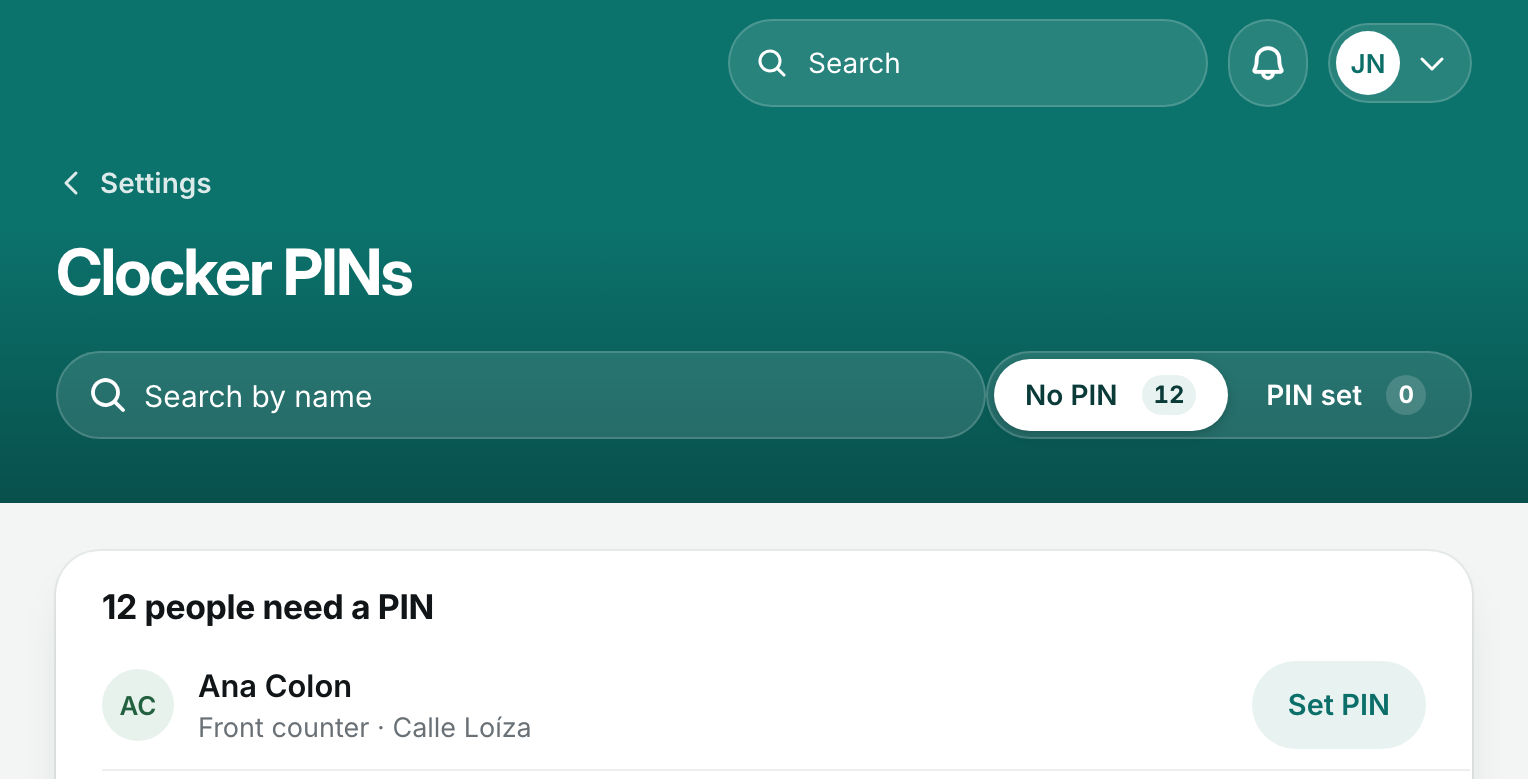 Search
JN
Settings
Clocker PINs
Search by name
No PIN 12
PIN set 0
12 people need a PIN
AC
Ana Colon
Front counter · Calle Loíza
Set PIN